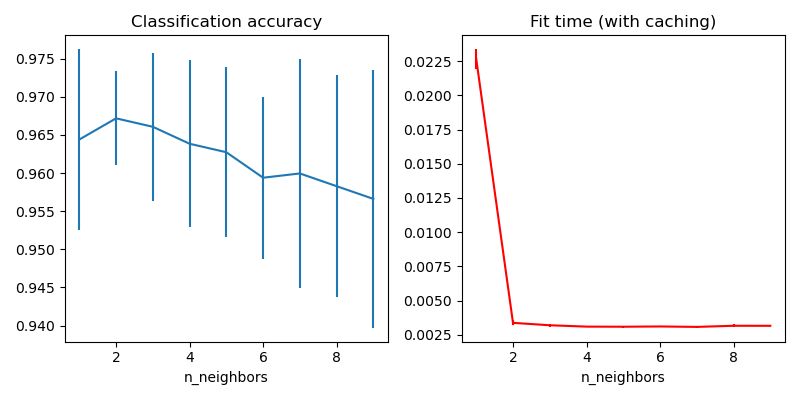 Classification accuracy
0.975
0.970
0.965
0.960
0.955
0.950
0.945
0.940
2 4 6 8
n_neighbors
Fit time (with caching)
0.0225
0.0200
0.0175
0.0150
0.0125
0.0100
0.0075
0.0050
0.0025
2 4 6 8
n_neighbors